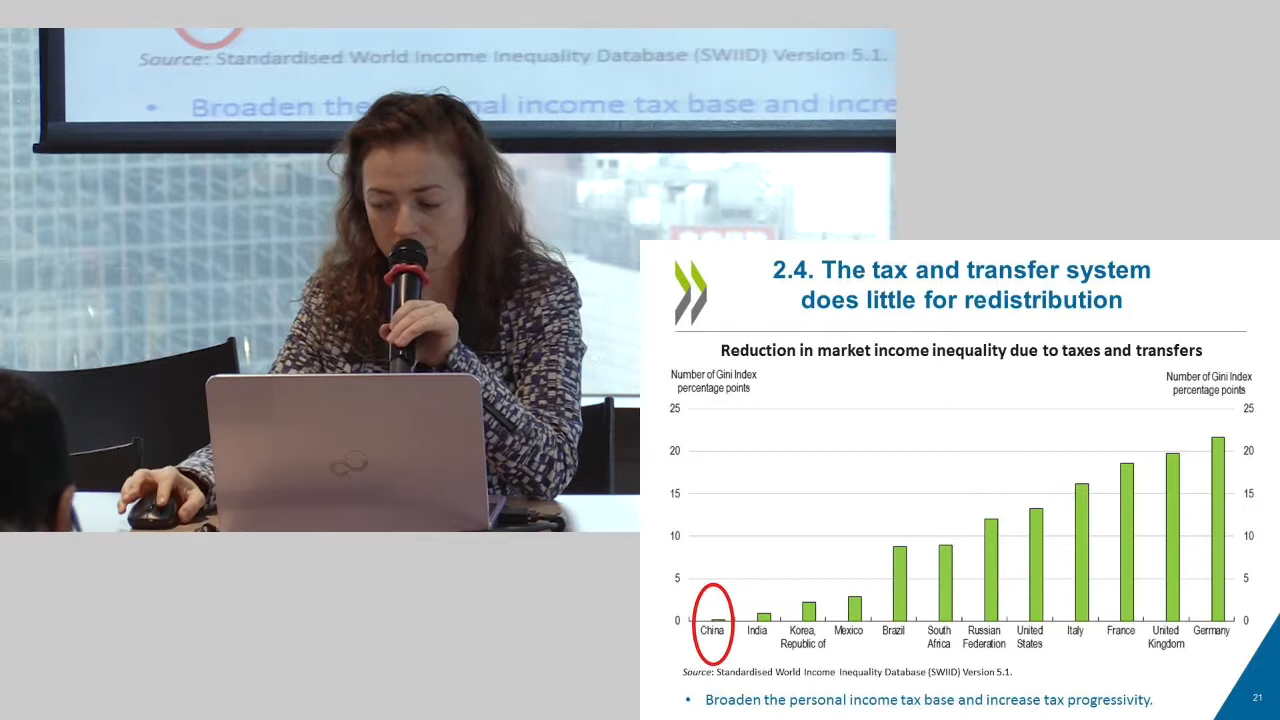 Source: Standardised World Income Inequality Database (SWIID) Version 5.1.
• Broaden the
onal income tax base and incre
2.4. The tax and transfer system
does little for redistribution
Reduction in market income inequality due to taxes and transfers
Number of Gini Index
percentage points
Number of Gini Index
percentage points
25 25
20 20
15 15
10 10
5 5
0 0
China India Korea, Republic of Mexico Brazil South Africa Russian Federation United States Italy France United Kingdom Germany
Source: Standardised World Income Inequality Database (SWIID) Version 5.1.
• Broaden the personal income tax base and increase tax progressivity.
21